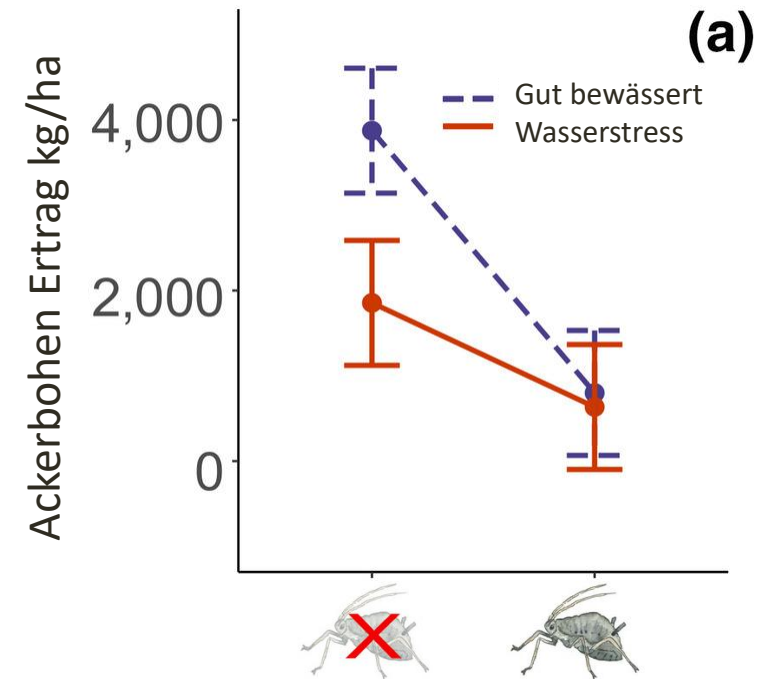 (a)
Gut bewässert
Wasserstress
Ackerbohen Ertrag kg/ha
4,000
2,000
0